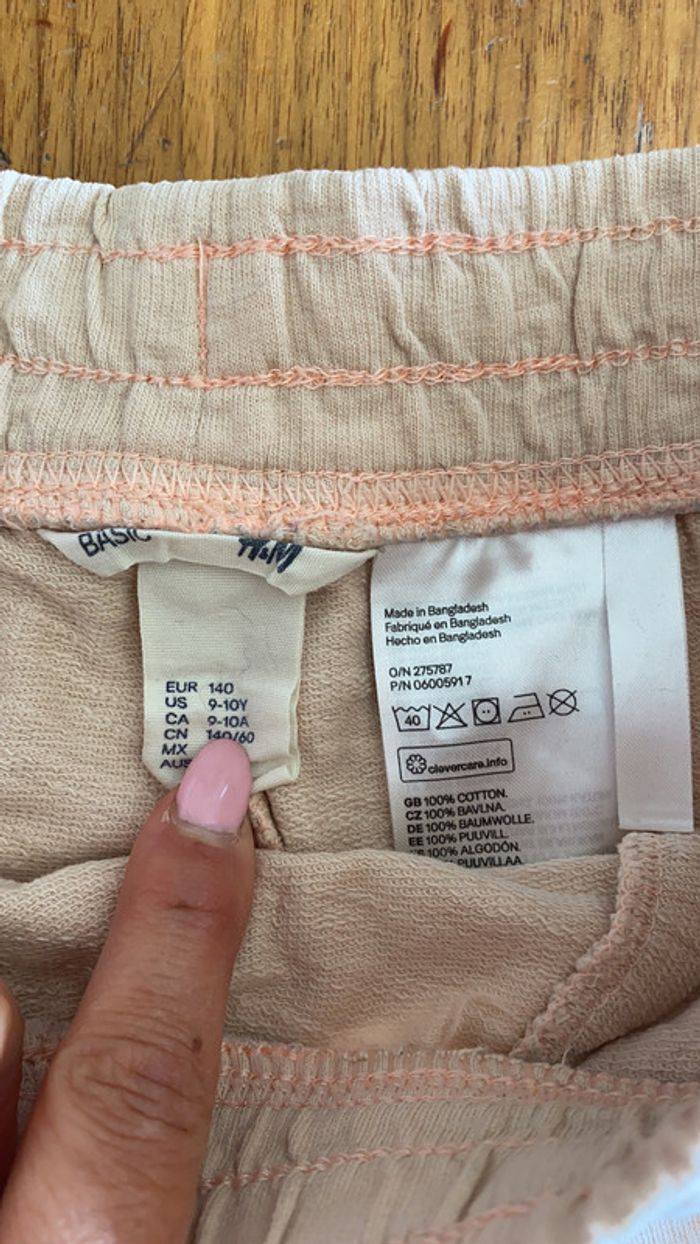 BASIC H&M
EUR 140
US 9-10Y
CA 9-10A
CN 140/60
MX
AUS
Made in Bangladesh
Fabriqué en Bangladesh
Hecho en Bangladesh
O/N 275787
P/N 06005917
40
clevercare.info
GB 100% COTTON.
CZ 100% BAVLNA.
DE 100% BAUMWOLLE.
EE 100% PUUVILL.
100% ALGODÓN.
PUUVILLAA.